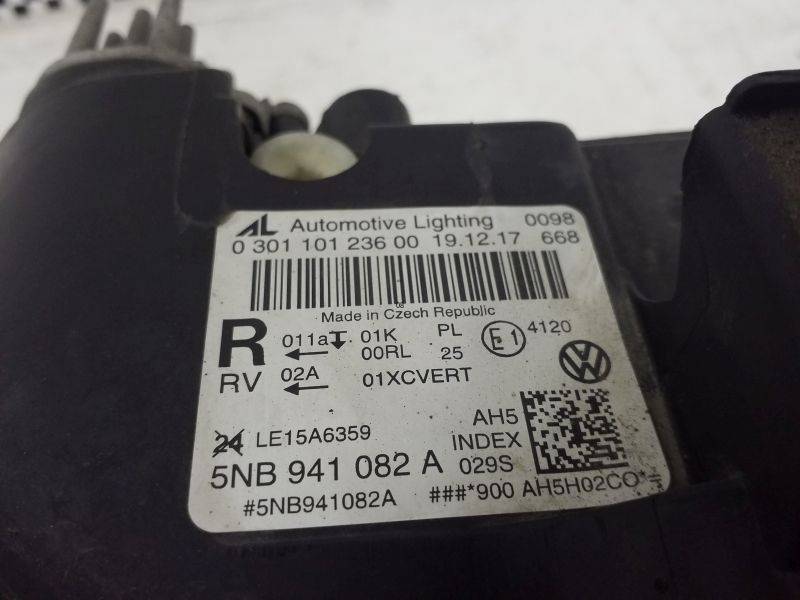 AL Automotive Lighting 0098
0 301 101 236 00 19.12.17 668
Made in Czech Republic
R 011a 01K PL E1 4120
00RL 25
RV 02A 01XCVERT
24 LE15A6359 AH5
INDEX
5NB 941 082 A 029S
#5NB941082A ###*900 AH5H02CO*=